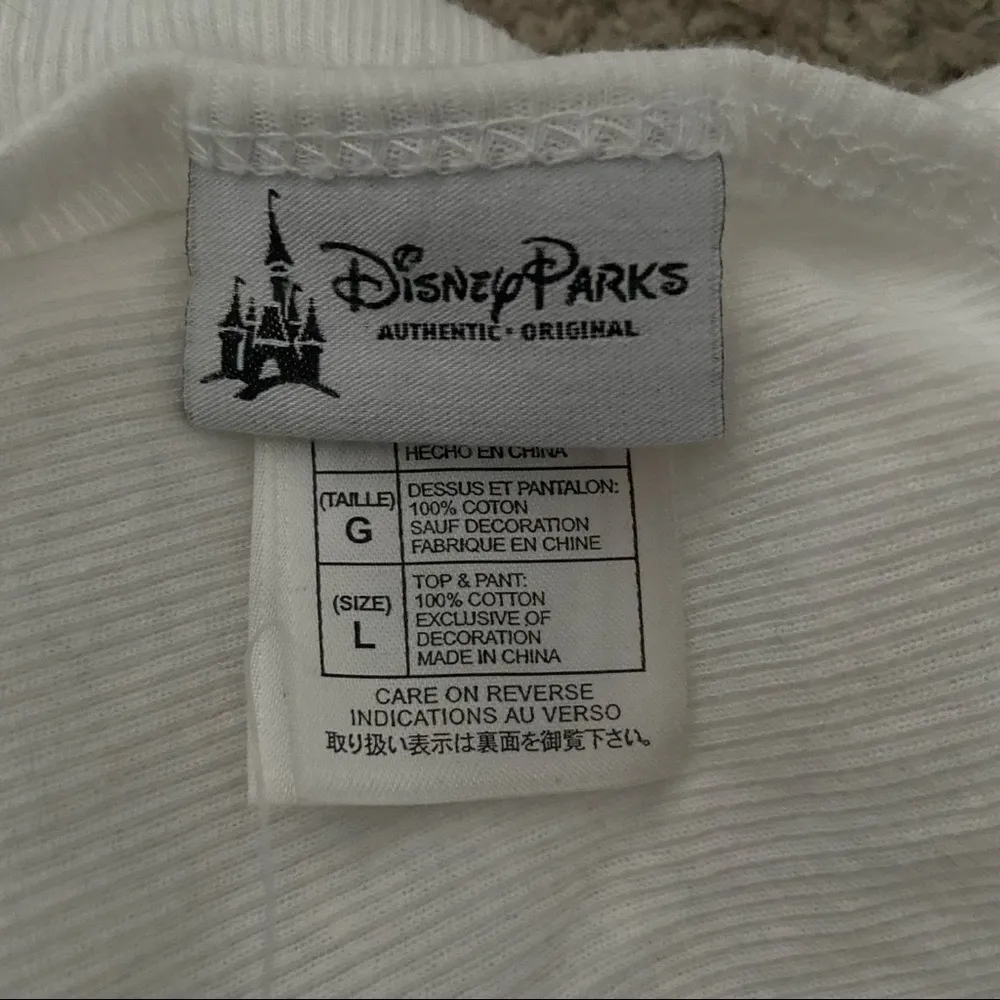 DISNEY PARKS
AUTHENTIC · ORIGINAL
HECHO EN CHINA
(TAILLE)
G
DESSUS ET PANTALON:
100% COTON
SAUF DECORATION
FABRIQUE EN CHINE
(SIZE)
L
TOP & PANT:
100% COTTON
EXCLUSIVE OF
DECORATION
MADE IN CHINA
CARE ON REVERSE
INDICATIONS AU VERSO
取り扱い表示は裏面を御覧下さい。